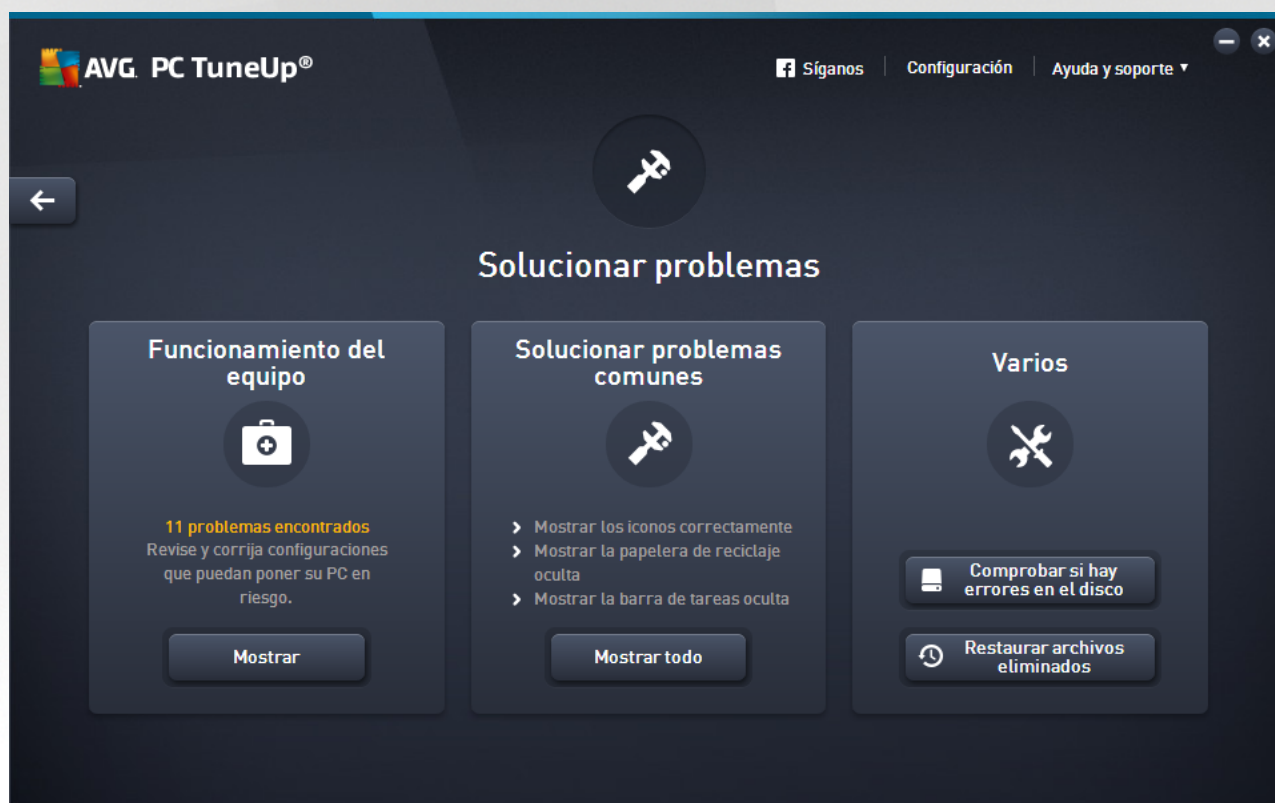 AVG. PC TuneUp®
Síganos
Configuración
Ayuda y soporte
Solucionar problemas
Funcionamiento del
equipo
11 problemas encontrados
Revise y corrija configuraciones
que puedan poner su PC en
riesgo.
Mostrar
Solucionar problemas
comunes
Mostrar los iconos correctamente
Mostrar la papelera de reciclaje
oculta
Mostrar la barra de tareas oculta
Mostrar todo
Varios
Comprobar si hay
errores en el disco
Restaurar archivos
eliminados